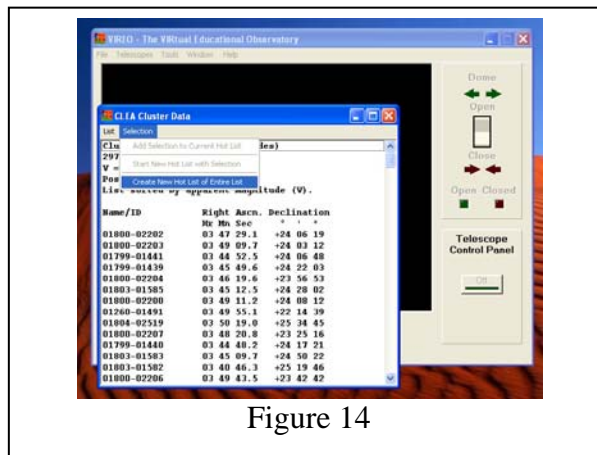 VIREO - The VIRtual Educational Observatory
File Telescopes Tools Window Help
Dome
Open
Close
Open Closed
Telescope
Control Panel
Off
CLEA Cluster Data
List Selection
Add Selection to Current Hot List
Start New Hot List with Selection
Create New Hot List of Entire List
Clu des)
297
V =
Pos
List sorted by apparent magnitude (V).
Name/ID Right Ascn. Declination
Hr Mn Sec ° ' "
01800-02202 03 47 29.1 +24 06 19
01800-02203 03 49 09.7 +24 03 12
01799-01441 03 44 52.5 +24 06 48
01799-01439 03 45 49.6 +24 22 03
01800-02204 03 46 19.6 +23 56 53
01803-01585 03 45 12.5 +24 28 02
01800-02200 03 49 11.2 +24 08 12
01260-01491 03 49 55.1 +22 14 39
01804-02519 03 50 19.0 +25 34 45
01800-02207 03 48 20.8 +23 25 16
01799-01440 03 44 48.2 +24 17 21
01803-01583 03 45 09.7 +24 50 22
01803-01582 03 40 46.3 +25 19 46
01800-02206 03 49 43.5 +23 42 42
Figure 14